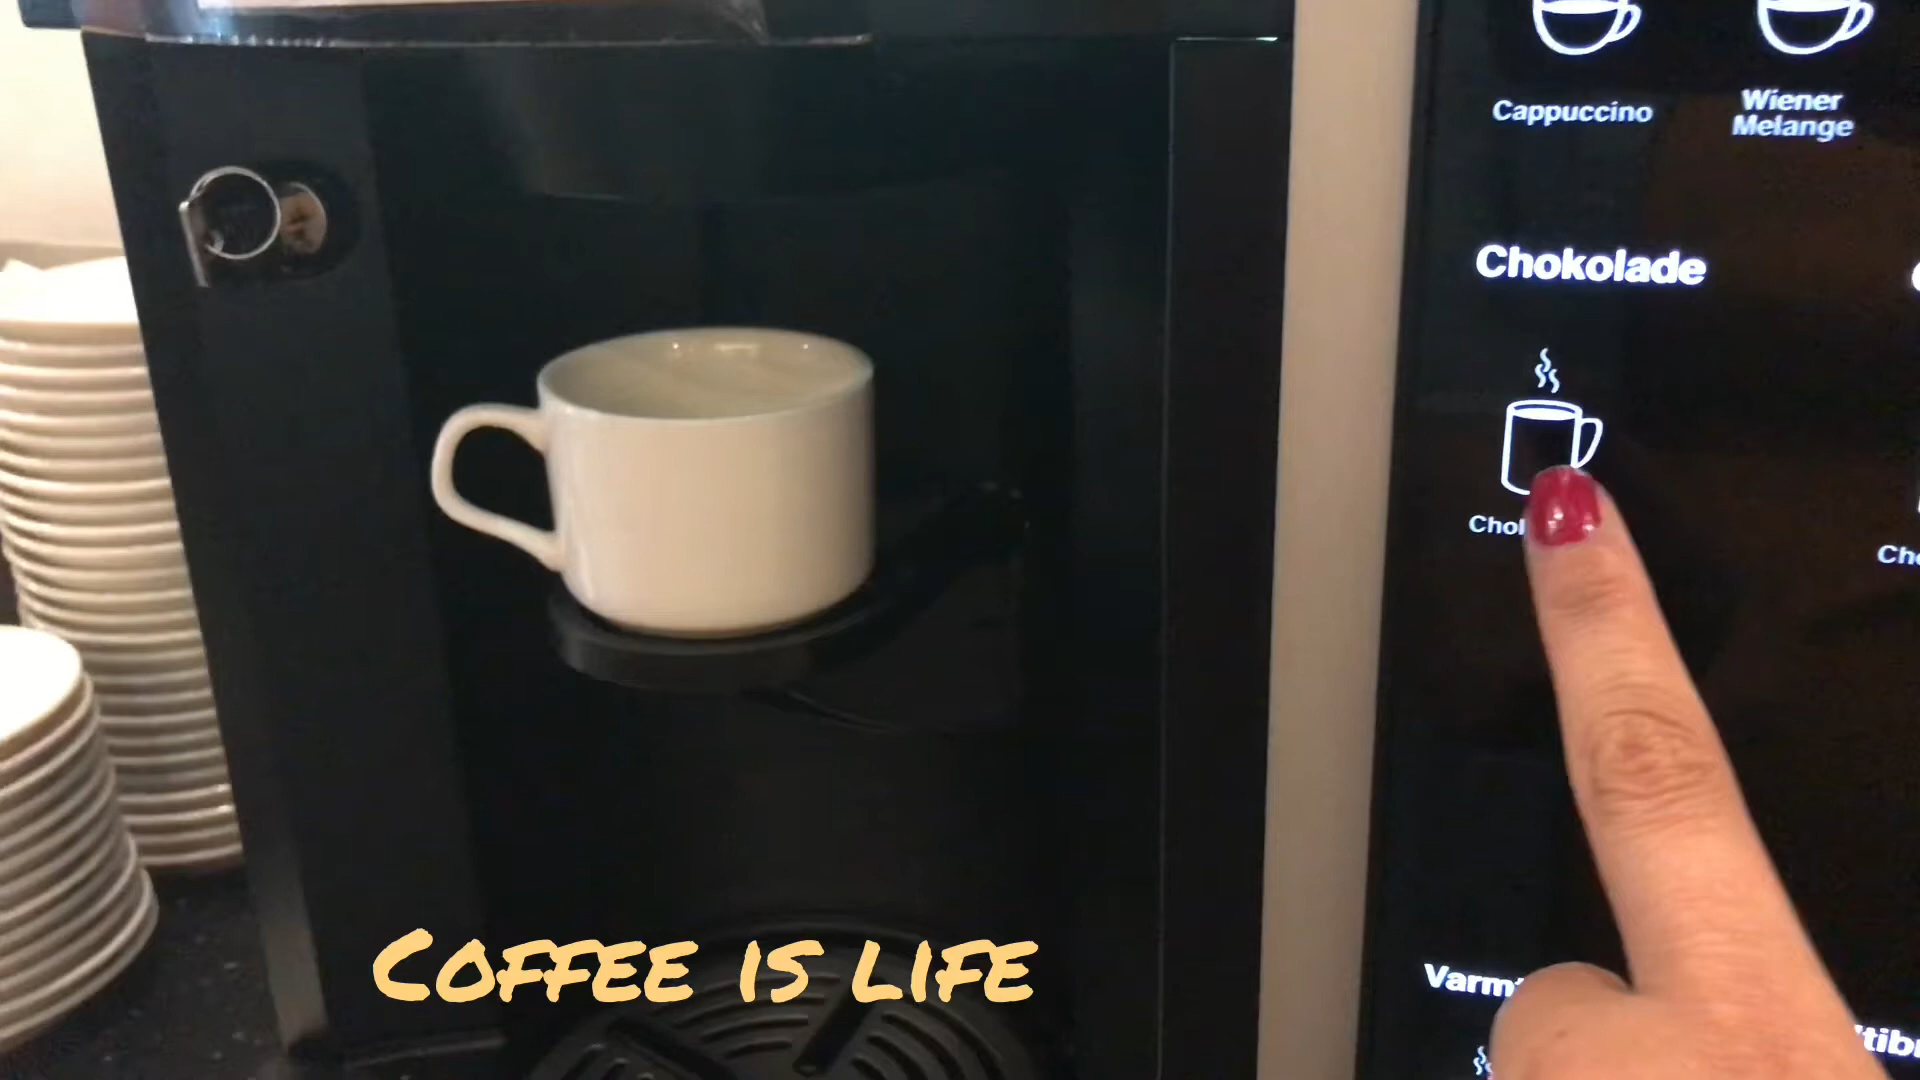 Cappuccino
Wiener
Melange
Chokolade
Coffee is life